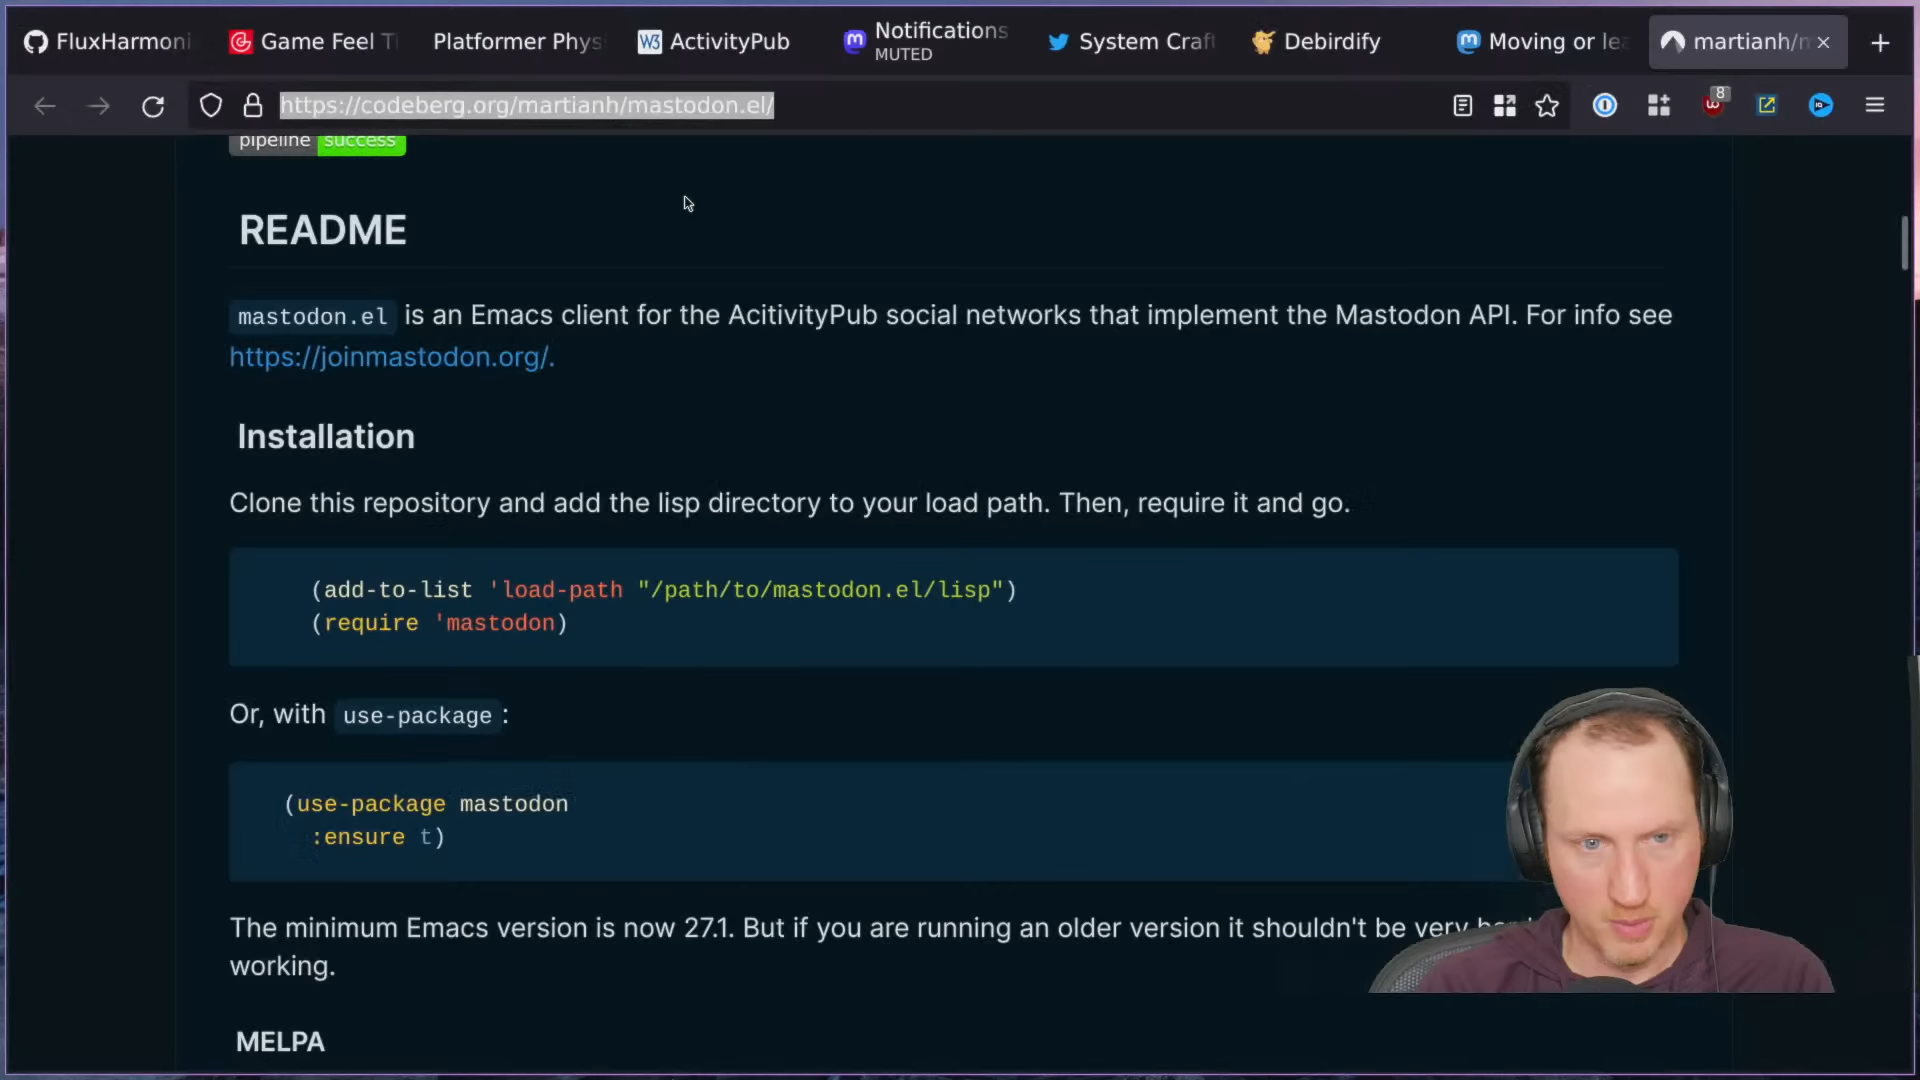 FluxHarmoni
Game Feel Ti
Platformer Phys
ActivityPub
Notifications
MUTED
System Craft
Debirdify
Moving or lea
martianh/m
https://codeberg.org/martianh/mastodon.el/
8
pipeline success
README
mastodon.el is an Emacs client for the AcitivityPub social networks that implement the Mastodon API. For info see
https://joinmastodon.org/.
Installation
Clone this repository and add the lisp directory to your load path. Then, require it and go.
(add-to-list 'load-path "/path/to/mastodon.el/lisp")
(require 'mastodon)
Or, with use-package:
(use-package mastodon
:ensure t)
The minimum Emacs version is now 27.1. But if you are running an older version it shouldn't be very
working.
MELPA